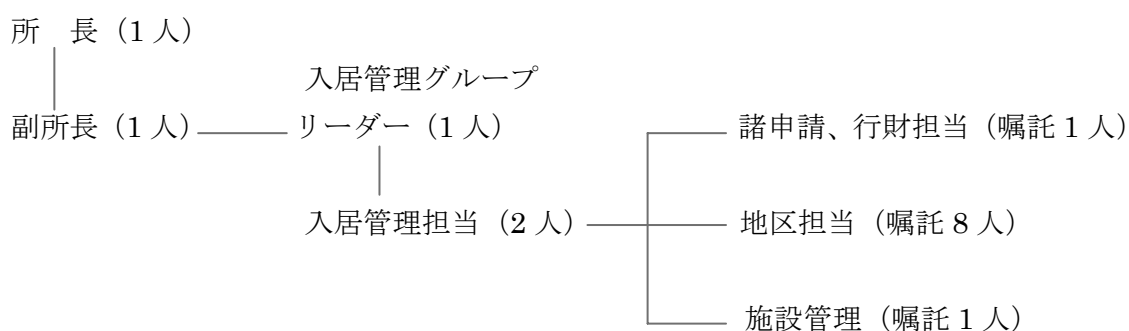 所　長（1 人）
入居管理グループ
副所長（1 人） リーダー（1 人） 諸申請、行財担当（嘱託 1 人）
入居管理担当（2 人） 地区担当（嘱託 8 人）
施設管理（嘱託 1 人）